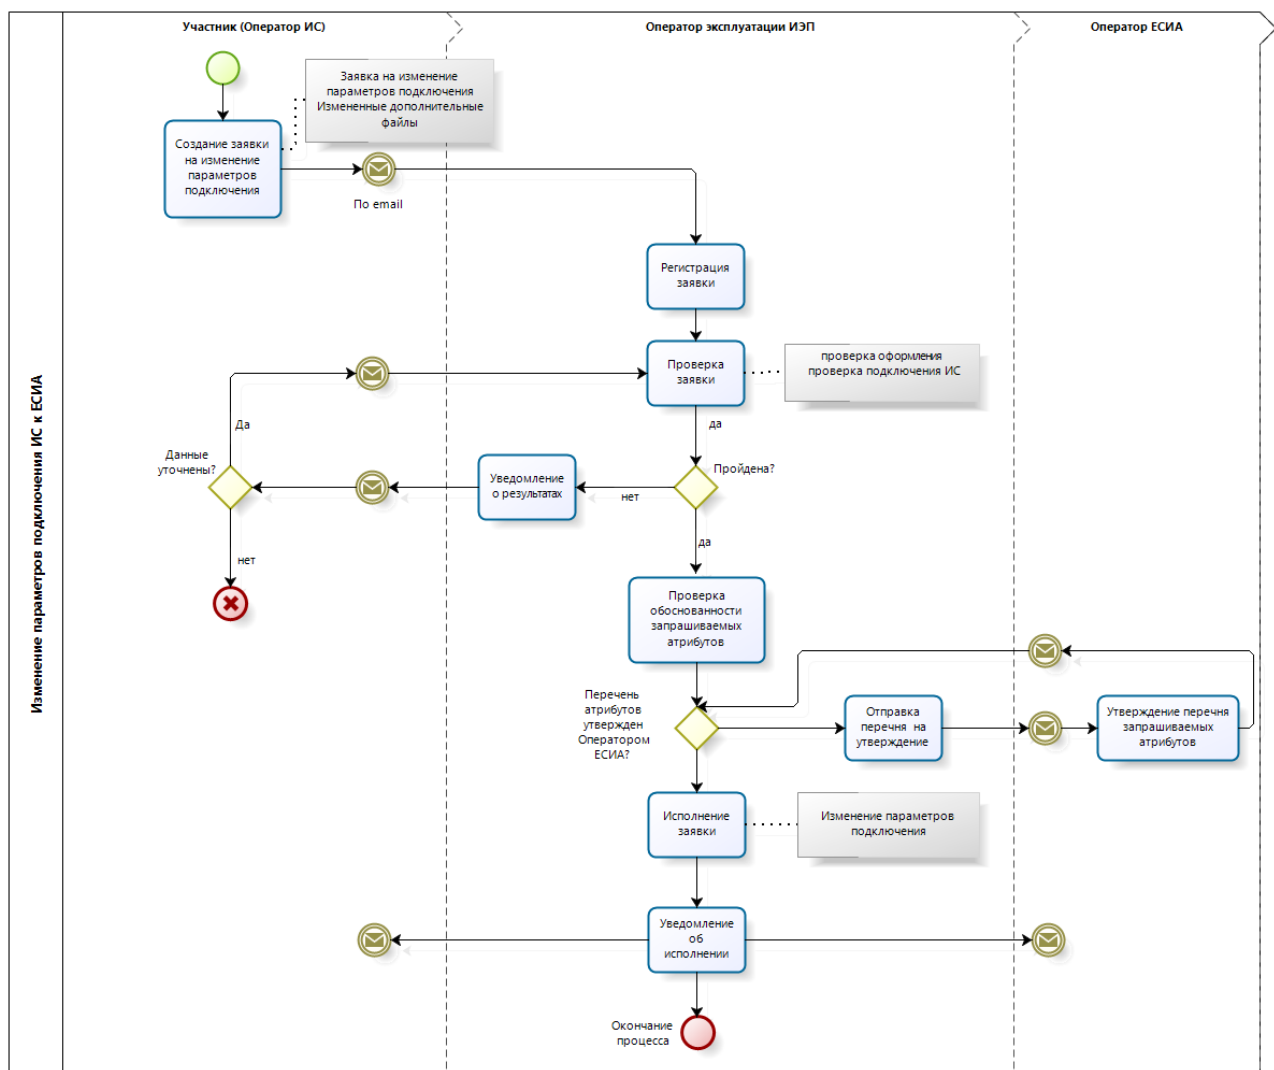 Изменение параметров подключения ИС к ЕСИА
Участник (Оператор ИС)
Оператор эксплуатации ИЭП
Оператор ЕСИА
Заявка на изменение
параметров подключения
Измененные дополнительные
файлы
Создание заявки
на изменение
параметров
подключения
По email
Регистрация
заявки
Проверка
заявки
проверка оформления
проверка подключения ИС
да
Да
Данные
уточнены?
Уведомление
о результатах
нет
Пройдена?
да
нет
Проверка
обоснованности
запрашиваемых
атрибутов
Перечень
атрибутов
утвержден
Оператором
ЕСИА?
Отправка
перечня на
утверждение
Утверждение перечня
запрашиваемых
атрибутов
Исполнение
заявки
Изменение параметров
подключения
Уведомление
об
исполнении
Окончание
процесса